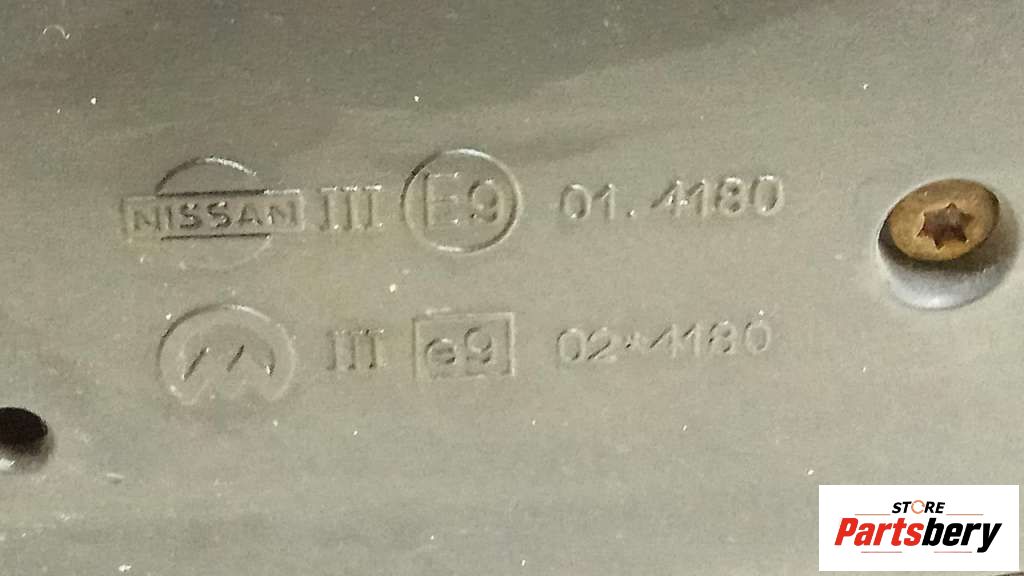 NISSAN III E9 01.4180
III e9 02*4180
STORE
Partsbery